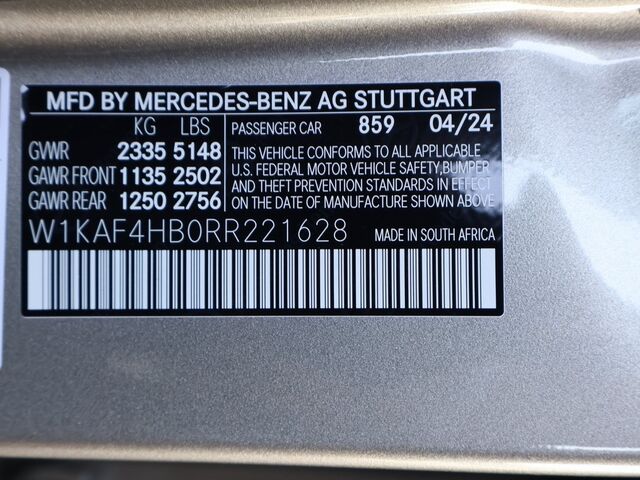 MFD BY MERCEDES-BENZ AG STUTTGART
KG LBS
GVWR 2335 5148
GAWR FRONT 1135 2502
GAWR REAR 1250 2756
PASSENGER CAR 859 04/24
THIS VEHICLE CONFORMS TO ALL APPLICABLE
U.S. FEDERAL MOTOR VEHICLE SAFETY,BUMPER
AND THEFT PREVENTION STANDARDS IN EFFECT
ON THE DATE OF MANUFACTURE SHOWN ABOVE
W1KAF4HB0RR221628 MADE IN SOUTH AFRICA